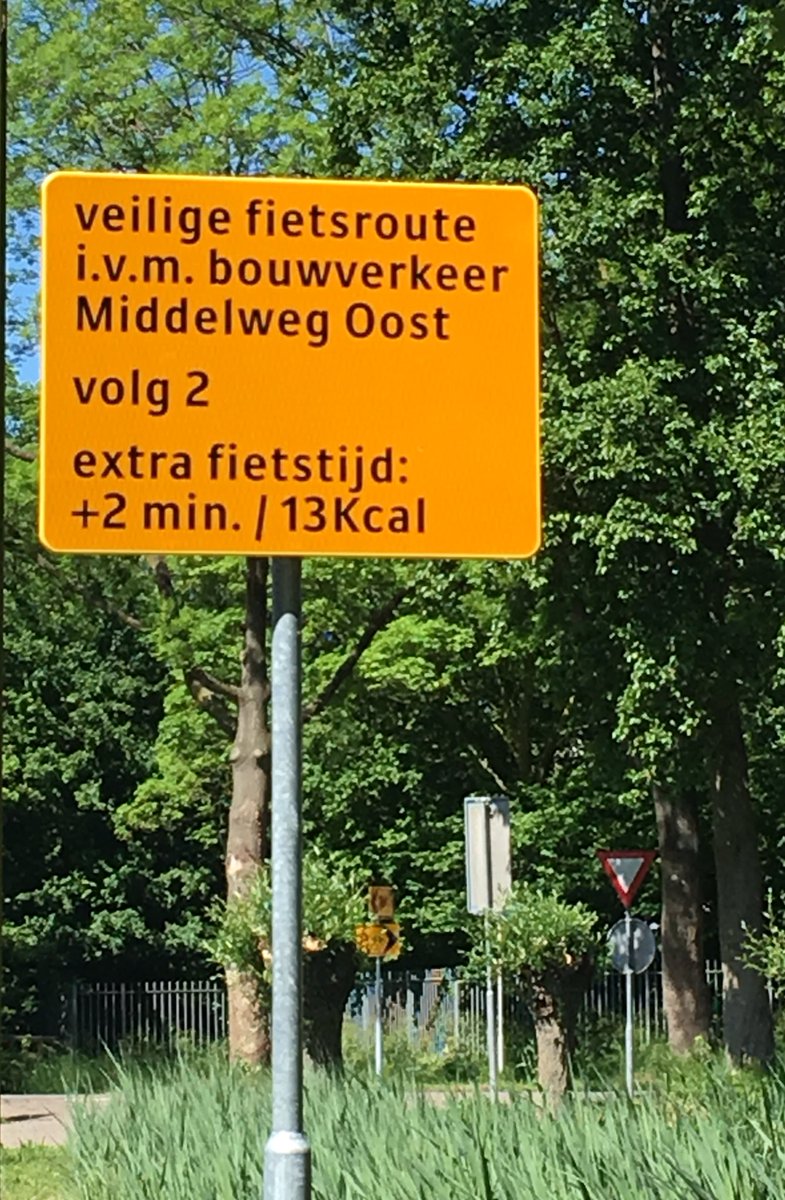 veilige fietsroute
i.v.m. bouwverkeer
Middelweg Oost
volg 2
extra fietstijd:
+2 min. / 13Kcal